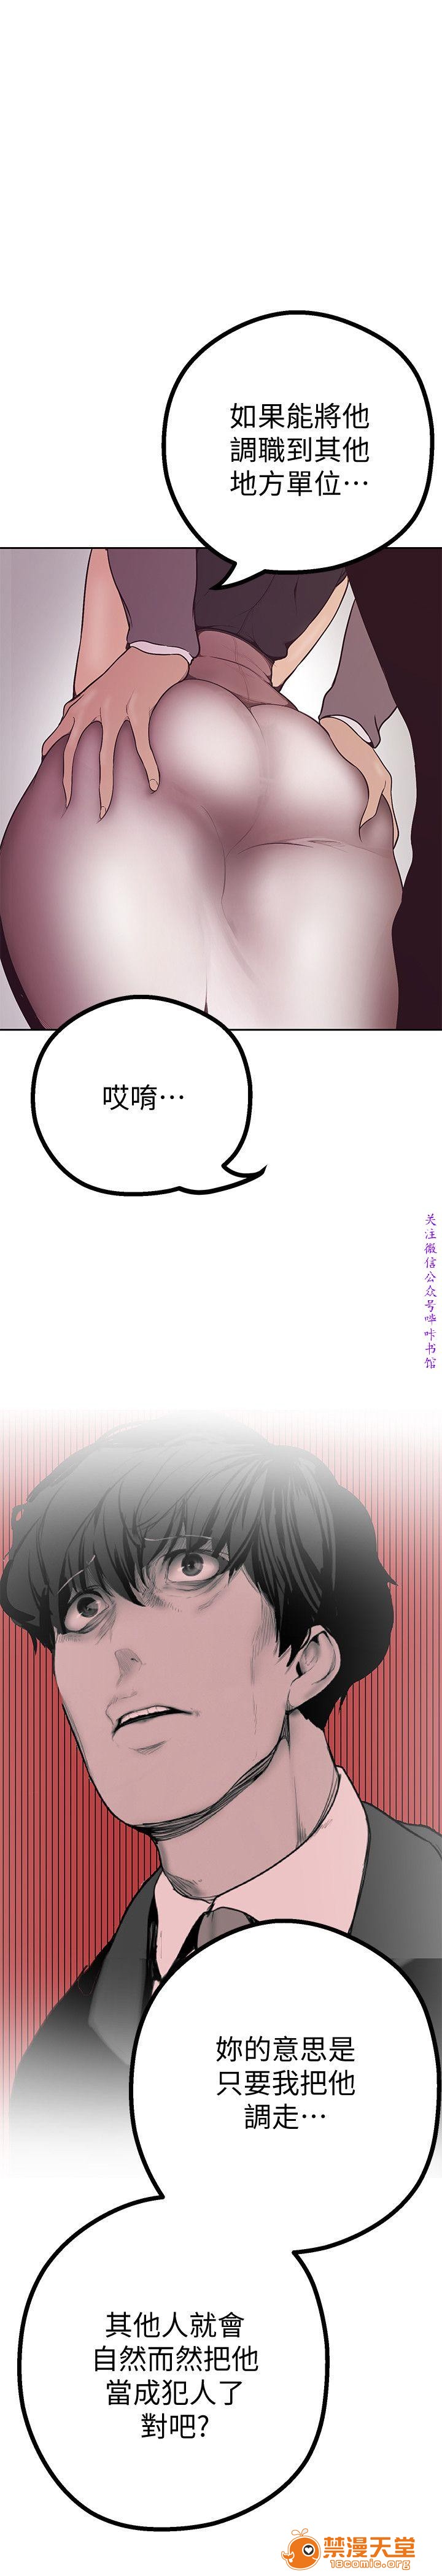 如果能將他
調職到其他
地方單位…
哎唷…
关注微信公众号哔咔书馆
妳的意思是
只要我把他
調走…
其他人就會
自然而然把他
當成犯人了
對吧?
禁漫天堂
18comic.org